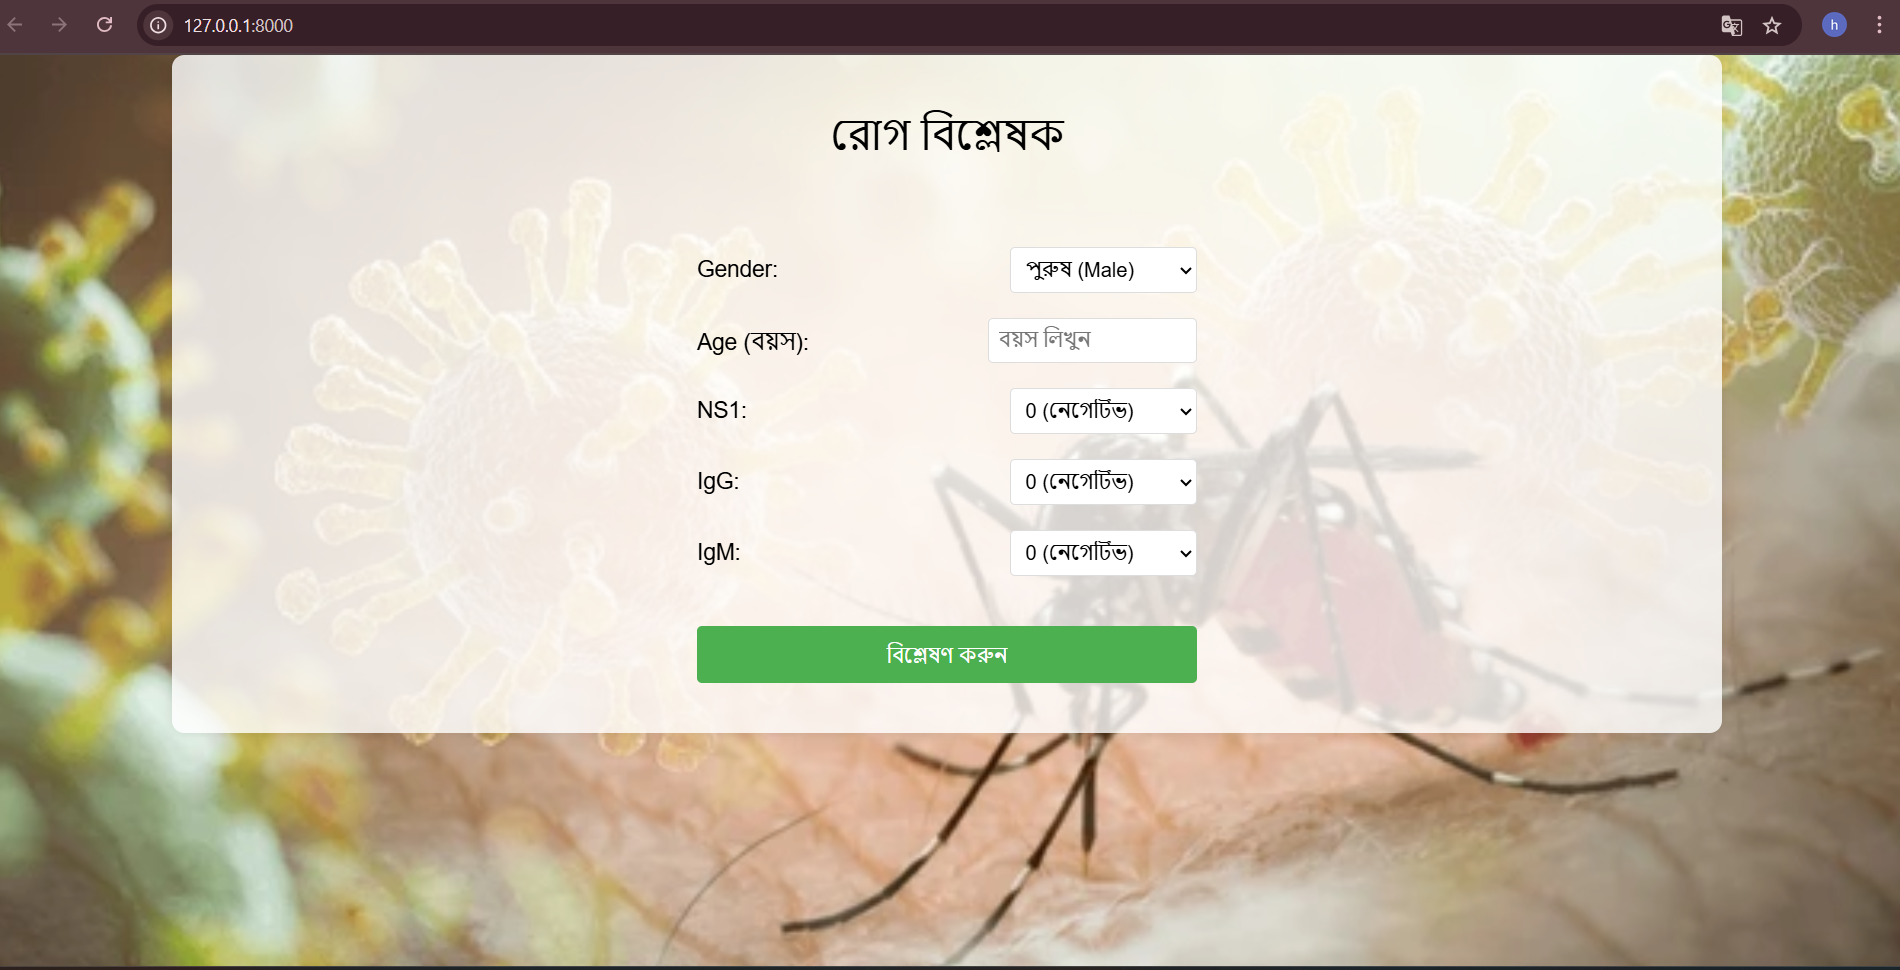 127.0.0.1:8000
h
রোগ বিশ্লেষক
Gender: পুরুষ (Male)
Age (বয়স): বয়স লিখুন
NS1: 0 (নেগেটিভ)
IgG: 0 (নেগেটিভ)
IgM: 0 (নেগেটিভ)
বিশ্লেষণ করুন